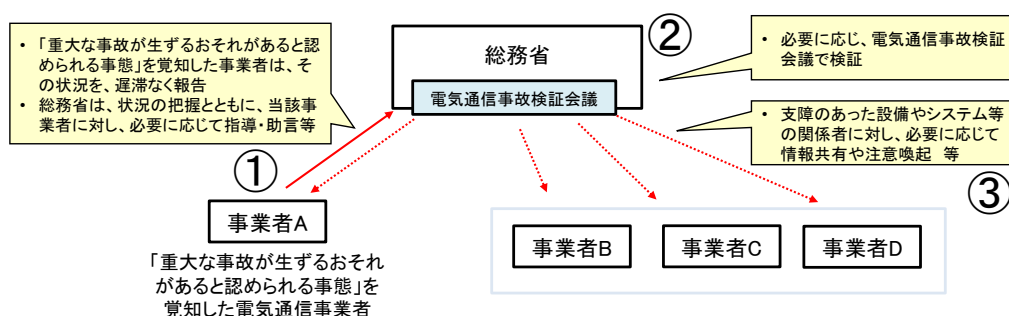 • 「重大な事故が生ずるおそれがあると認
められる事態」を覚知した事業者は、そ
の状況を、遅滞なく報告
• 総務省は、状況の把握とともに、当該事
業者に対し、必要に応じて指導・助言等
①
事業者A
「重大な事故が生ずるおそれ
があると認められる事態」を
覚知した電気通信事業者
総務省
電気通信事故検証会議
②
• 必要に応じ、電気通信事故検証
会議で検証
• 支障のあった設備やシステム等
の関係者に対し、必要に応じて
情報共有や注意喚起 等
③
事業者B
事業者C
事業者D